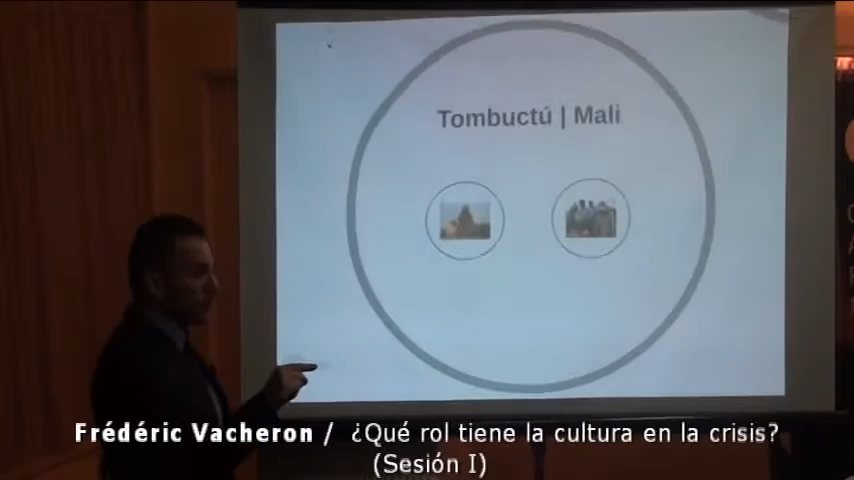 Tombuctú | Mali
Frédéric Vacheron / ¿Qué rol tiene la cultura en la crisis?
(Sesión I)